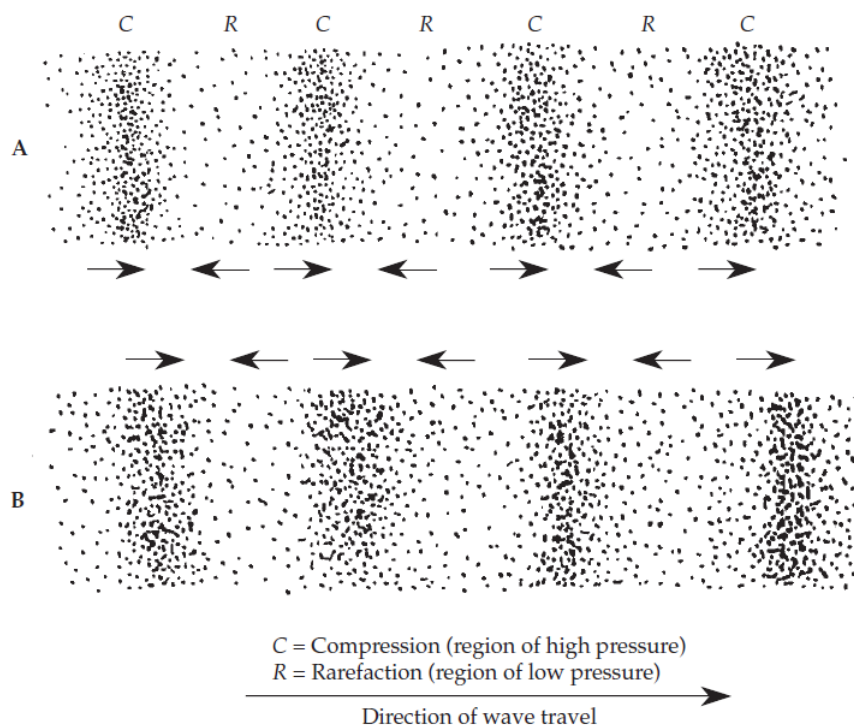 C R C R C R C
A
B
C = Compression (region of high pressure)
R = Rarefaction (region of low pressure)
Direction of wave travel